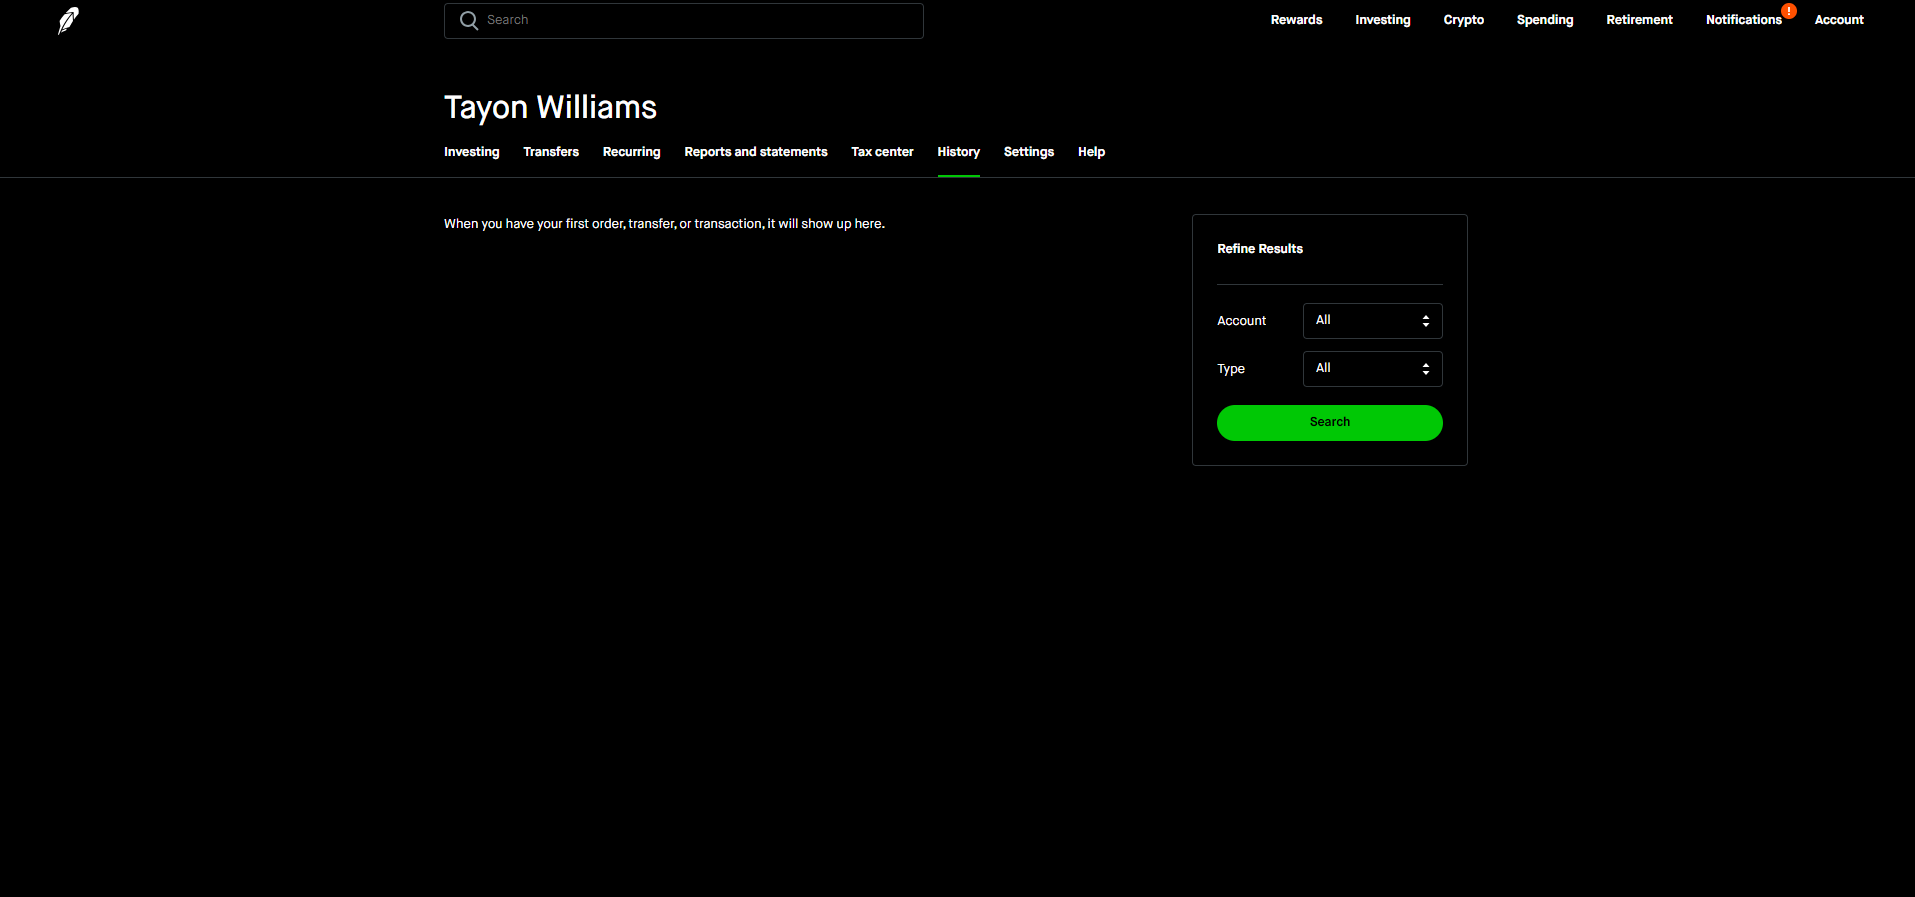 Search
Rewards Investing Crypto Spending Retirement Notifications ! Account
Tayon Williams
Investing Transfers Recurring Reports and statements Tax center History Settings Help
When you have your first order, transfer, or transaction, it will show up here.
Refine Results
Account All
Type All
Search